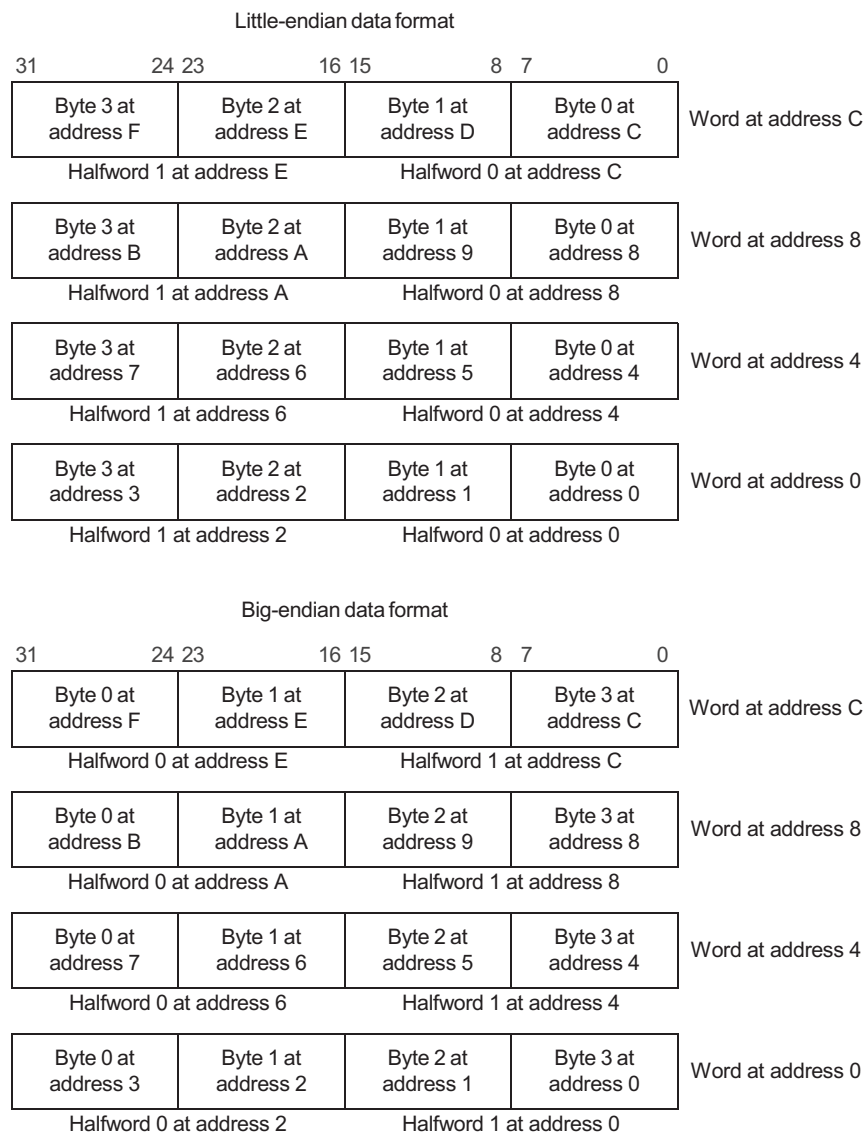 Little-endian data format
31 24 23 16 15 8 7 0
Byte 3 at Byte 2 at Byte 1 at Byte 0 at
address F address E address D address C
Word at address C
Halfword 1 at address E Halfword 0 at address C
Byte 3 at Byte 2 at Byte 1 at Byte 0 at
address B address A address 9 address 8
Word at address 8
Halfword 1 at address A Halfword 0 at address 8
Byte 3 at Byte 2 at Byte 1 at Byte 0 at
address 7 address 6 address 5 address 4
Word at address 4
Halfword 1 at address 6 Halfword 0 at address 4
Byte 3 at Byte 2 at Byte 1 at Byte 0 at
address 3 address 2 address 1 address 0
Word at address 0
Halfword 1 at address 2 Halfword 0 at address 0
Big-endian data format
31 24 23 16 15 8 7 0
Byte 0 at Byte 1 at Byte 2 at Byte 3 at
address F address E address D address C
Word at address C
Halfword 0 at address E Halfword 1 at address C
Byte 0 at Byte 1 at Byte 2 at Byte 3 at
address B address A address 9 address 8
Word at address 8
Halfword 0 at address A Halfword 1 at address 8
Byte 0 at Byte 1 at Byte 2 at Byte 3 at
address 7 address 6 address 5 address 4
Word at address 4
Halfword 0 at address 6 Halfword 1 at address 4
Byte 0 at Byte 1 at Byte 2 at Byte 3 at
address 3 address 2 address 1 address 0
Word at address 0
Halfword 0 at address 2 Halfword 1 at address 0